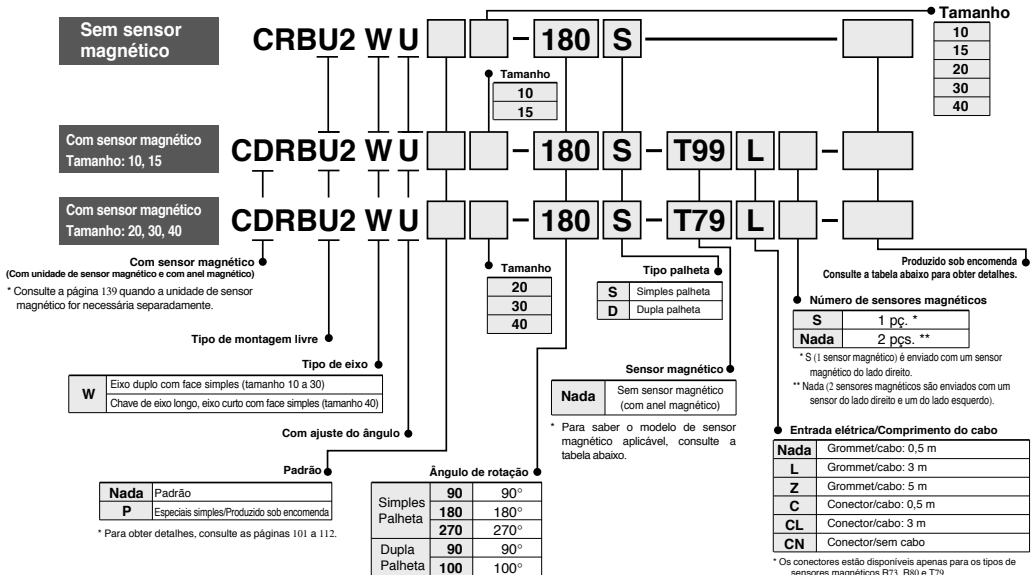 Sem sensor
magnético
CRBU2 W U - 180 S
Tamanho
10
15
20
30
40
Tamanho
10
15
Com sensor magnético
Tamanho: 10, 15
CDRBU2 W U - 180 S - T99 L -
Com sensor magnético
Tamanho: 20, 30, 40
CDRBU2 W U - 180 S - T79 L -
Com sensor magnético
(Com unidade de sensor magnético e com anel magnético)
* Consulte a página 139 quando a unidade de sensor
magnético for necessária separadamente.
Tipo de montagem livre
Tipo de eixo
W Eixo duplo com face simples (tamanho 10 a 30)
Chave de eixo longo, eixo curto com face simples (tamanho 40)
Com ajuste do ângulo
Padrão
Nada Padrão
P Especiais simples/Produzido sob encomenda
* Para obter detalhes, consulte as páginas 101 a 112.
Tamanho
20
30
40
Ângulo de rotação
Simples Palheta
90 90°
180 180°
270 270°
Dupla Palheta
90 90°
100 100°
Tipo palheta
S Simples palheta
D Dupla palheta
Sensor magnético
Nada Sem sensor magnético
(com anel magnético)
* Para saber o modelo de sensor
magnético aplicável, consulte a
tabela abaixo.
Produzido sob encomenda
Consulte a tabela abaixo para obter detalhes.
Número de sensores magnéticos
S 1 pç. *
Nada 2 pçs. **
* S (1 sensor magnético) é enviado com um sensor
magnético do lado direito.
** Nada (2 sensores magnéticos são enviados com um
sensor do lado direito e um do lado esquerdo).
Entrada elétrica/Comprimento do cabo
Nada Grommet/cabo: 0,5 m
L Grommet/cabo: 3 m
Z Grommet/cabo: 5 m
C Conector/cabo: 0,5 m
CL Conector/cabo: 3 m
CN Conector/sem cabo
* Os conectores estão disponíveis apenas para os tipos de
sensores magnéticos R73, R80 e T79.